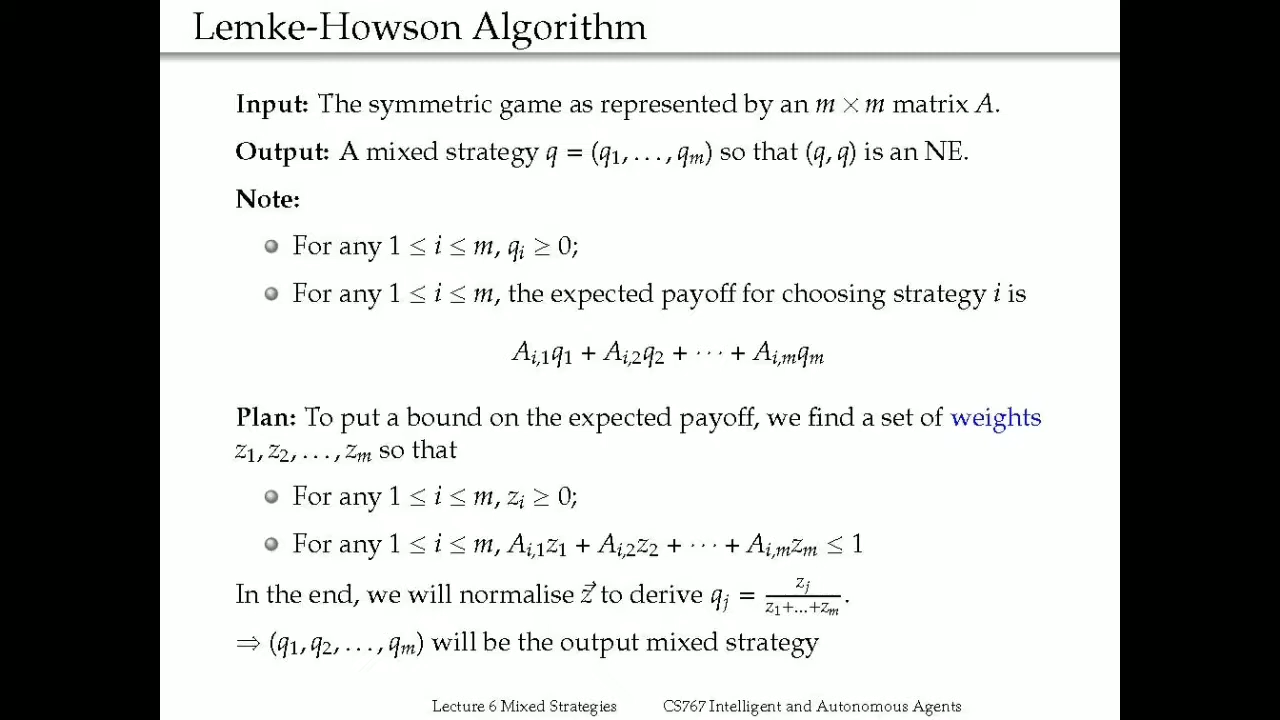 Lemke-Howson Algorithm
Input: The symmetric game as represented by an m × m matrix A.
Output: A mixed strategy q = (q₁, . . . , qₘ) so that (q, q) is an NE.
Note:
For any 1 ≤ i ≤ m, qᵢ ≥ 0;
For any 1 ≤ i ≤ m, the expected payoff for choosing strategy i is
Aᵢ,₁q₁ + Aᵢ,₂q₂ + · · · + Aᵢ,ₘqₘ
Plan: To put a bound on the expected payoff, we find a set of weights
z₁, z₂, . . . , zₘ so that
For any 1 ≤ i ≤ m, zᵢ ≥ 0;
For any 1 ≤ i ≤ m, Aᵢ,₁z₁ + Aᵢ,₂z₂ + · · · + Aᵢ,ₘzₘ ≤ 1
In the end, we will normalise z⃗ to derive qⱼ = zⱼ / z₁+...+zₘ.
⇒ (q₁, q₂, . . . , qₘ) will be the output mixed strategy
Lecture 6 Mixed Strategies CS767 Intelligent and Autonomous Agents